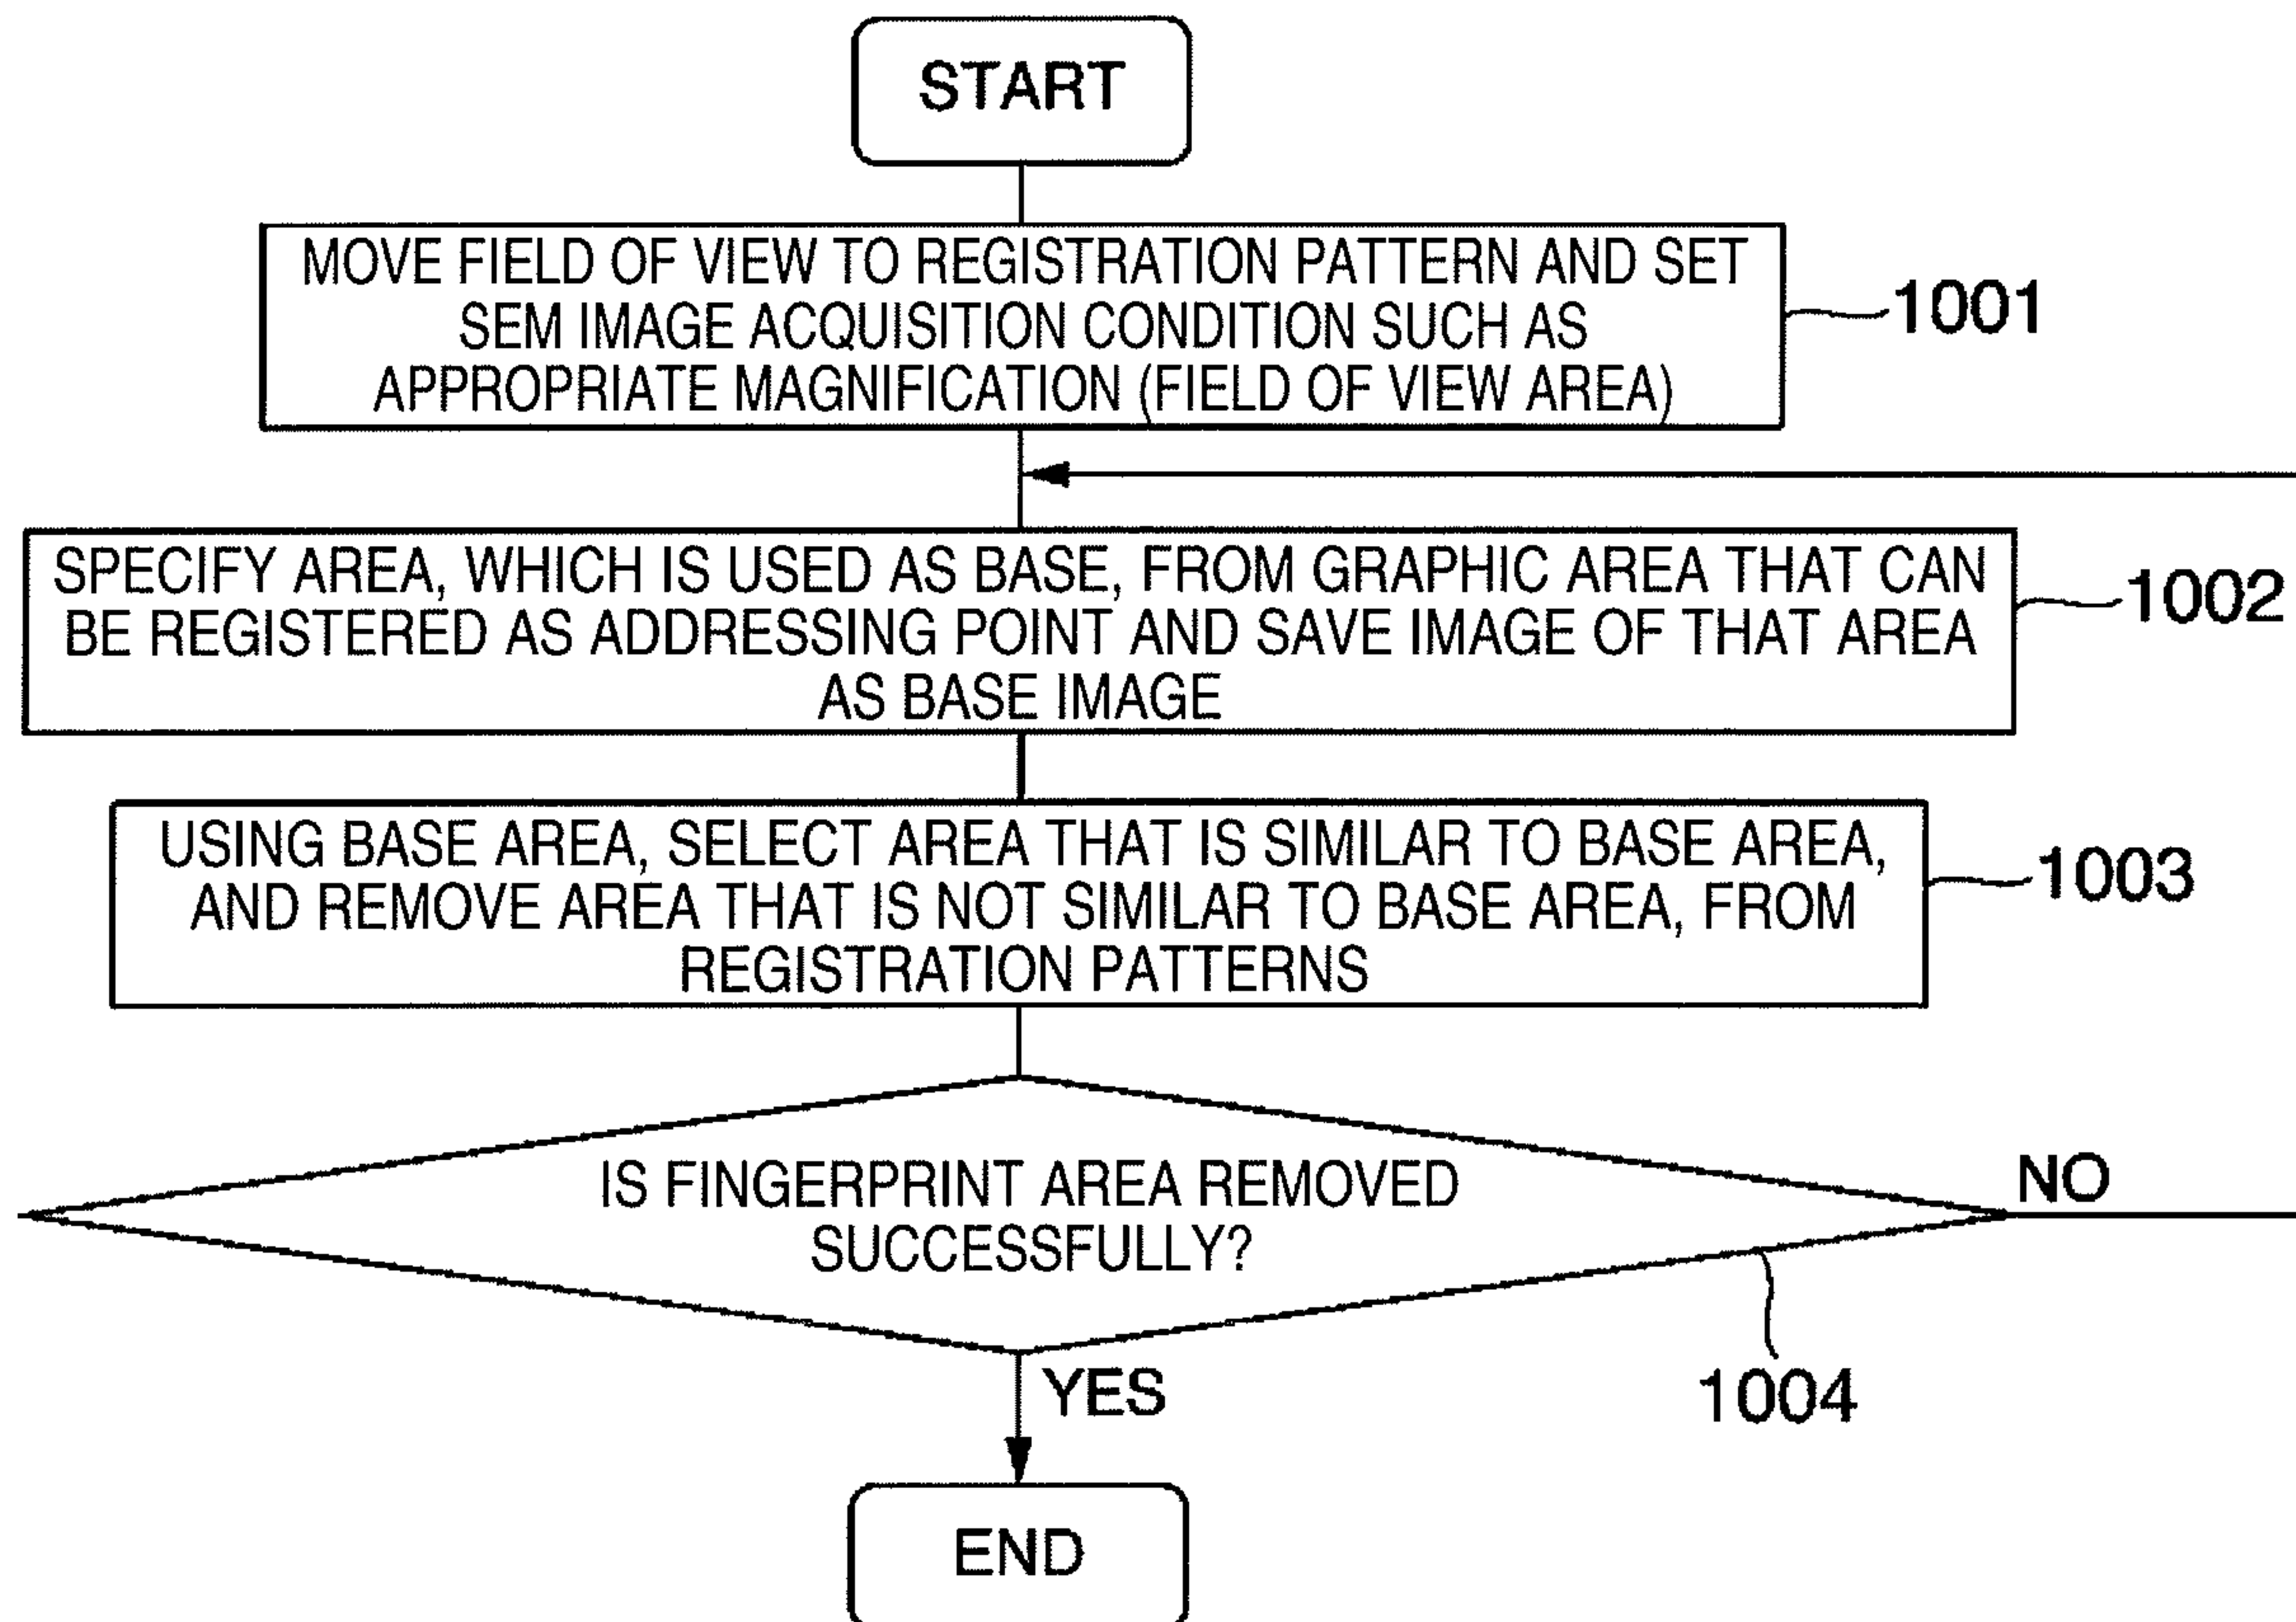 START
MOVE FIELD OF VIEW TO REGISTRATION PATTERN AND SET
SEM IMAGE ACQUISITION CONDITION SUCH AS
APPROPRIATE MAGNIFICATION (FIELD OF VIEW AREA)
1001
SPECIFY AREA, WHICH IS USED AS BASE, FROM GRAPHIC AREA THAT CAN
BE REGISTERED AS ADDRESSING POINT AND SAVE IMAGE OF THAT AREA
AS BASE IMAGE
1002
USING BASE AREA, SELECT AREA THAT IS SIMILAR TO BASE AREA,
AND REMOVE AREA THAT IS NOT SIMILAR TO BASE AREA, FROM
REGISTRATION PATTERNS
1003
IS FINGERPRINT AREA REMOVED
SUCCESSFULLY?
NO
1004
YES
END